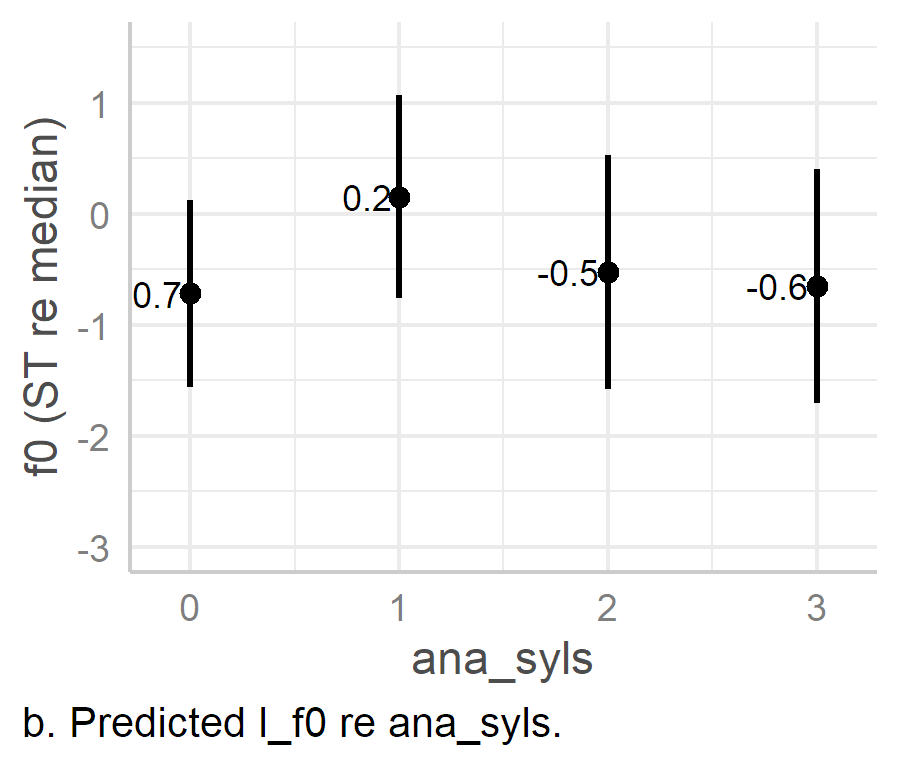 f0 (ST re median)
1
0
-1
-2
-3
0.7
0.2
-0.5
-0.6
0 1 2 3
ana_syls
b. Predicted l_f0 re ana_syls.